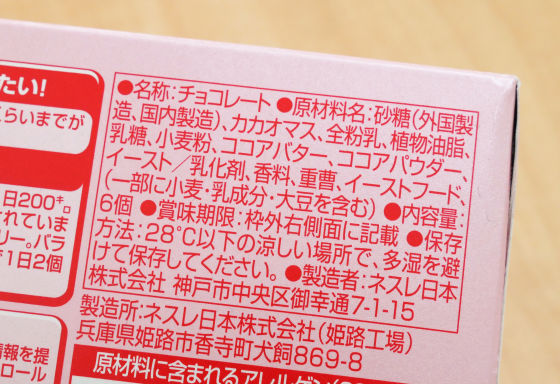 たい!
らいまでが
日200*。
されていま
リー。バラ
で1日2個
●名称:チョコレート ●原材料名:砂糖(外国製
造、国内製造)、カカオマス、全粉乳、植物油脂、
乳糖、小麦粉、ココアバター、ココアパウダー、
イースト/乳化剤、香料、重曹、イーストフード、
(一部に小麦・乳成分・大豆を含む) ●内容量:
6個 ●賞味期限:枠外右側面に記載 ●保存
方法:28℃以下の涼しい場所で、多湿を避
けて保存してください。 ●製造者:ネスレ日本
株式会社 神戸市中央区御幸通7-1-15
製造所:ネスレ日本株式会社(姫路工場)
兵庫県姫路市香寺町犬飼869-8
情報を提
ロール
原材料に含まれるアレルゲン